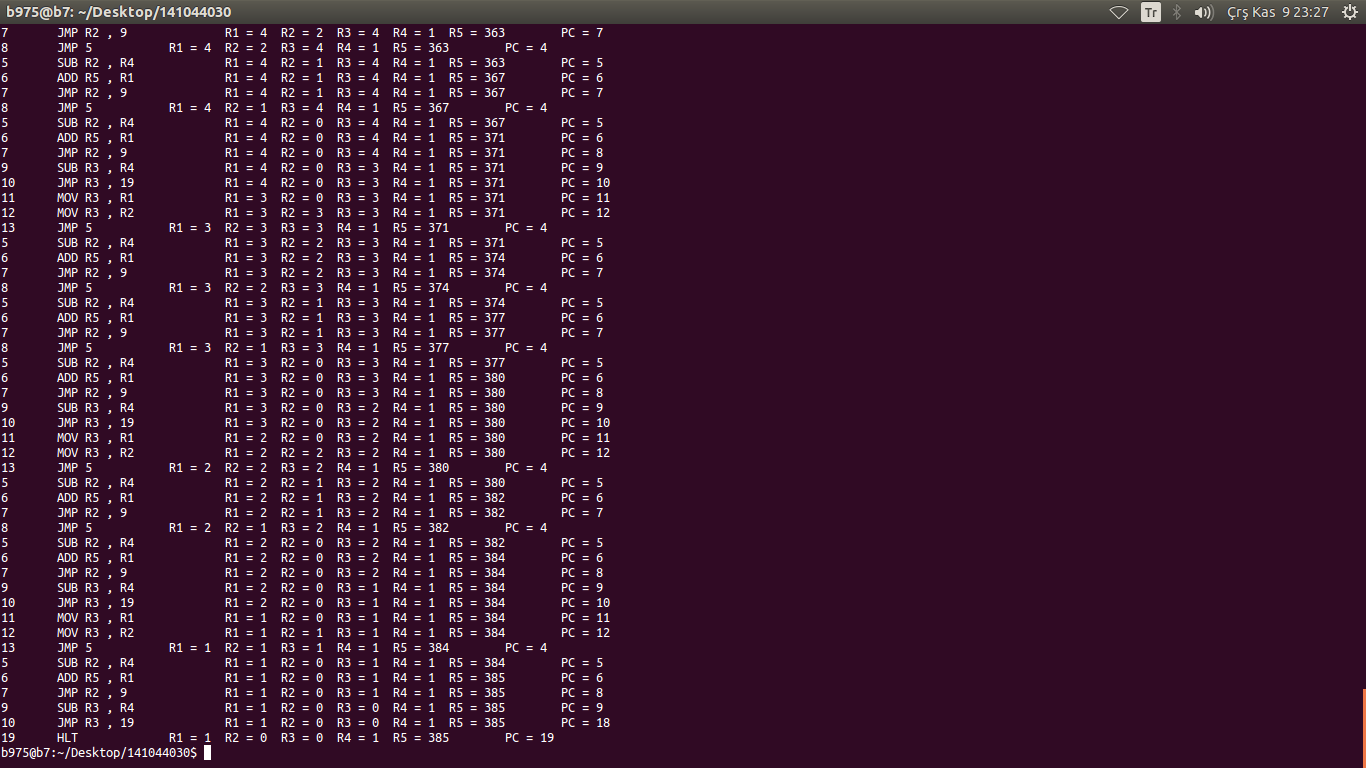 b975@b7: ~/Desktop/141044030 Tr Çrş Kas 9 23:27
7 JMP R2 , 9 R1 = 4 R2 = 2 R3 = 4 R4 = 1 R5 = 363 PC = 7
8 JMP 5 R1 = 4 R2 = 2 R3 = 4 R4 = 1 R5 = 363 PC = 4
5 SUB R2 , R4 R1 = 4 R2 = 1 R3 = 4 R4 = 1 R5 = 363 PC = 5
6 ADD R5 , R1 R1 = 4 R2 = 1 R3 = 4 R4 = 1 R5 = 367 PC = 6
7 JMP R2 , 9 R1 = 4 R2 = 1 R3 = 4 R4 = 1 R5 = 367 PC = 7
8 JMP 5 R1 = 4 R2 = 1 R3 = 4 R4 = 1 R5 = 367 PC = 4
5 SUB R2 , R4 R1 = 4 R2 = 0 R3 = 4 R4 = 1 R5 = 367 PC = 5
6 ADD R5 , R1 R1 = 4 R2 = 0 R3 = 4 R4 = 1 R5 = 371 PC = 6
7 JMP R2 , 9 R1 = 4 R2 = 0 R3 = 4 R4 = 1 R5 = 371 PC = 8
9 SUB R3 , R4 R1 = 4 R2 = 0 R3 = 3 R4 = 1 R5 = 371 PC = 9
10 JMP R3 , 19 R1 = 4 R2 = 0 R3 = 3 R4 = 1 R5 = 371 PC = 10
11 MOV R3 , R1 R1 = 3 R2 = 0 R3 = 3 R4 = 1 R5 = 371 PC = 11
12 MOV R3 , R2 R1 = 3 R2 = 3 R3 = 3 R4 = 1 R5 = 371 PC = 12
13 JMP 5 R1 = 3 R2 = 3 R3 = 3 R4 = 1 R5 = 371 PC = 4
5 SUB R2 , R4 R1 = 3 R2 = 2 R3 = 3 R4 = 1 R5 = 371 PC = 5
6 ADD R5 , R1 R1 = 3 R2 = 2 R3 = 3 R4 = 1 R5 = 374 PC = 6
7 JMP R2 , 9 R1 = 3 R2 = 2 R3 = 3 R4 = 1 R5 = 374 PC = 7
8 JMP 5 R1 = 3 R2 = 2 R3 = 3 R4 = 1 R5 = 374 PC = 4
5 SUB R2 , R4 R1 = 3 R2 = 1 R3 = 3 R4 = 1 R5 = 374 PC = 5
6 ADD R5 , R1 R1 = 3 R2 = 1 R3 = 3 R4 = 1 R5 = 377 PC = 6
7 JMP R2 , 9 R1 = 3 R2 = 1 R3 = 3 R4 = 1 R5 = 377 PC = 7
8 JMP 5 R1 = 3 R2 = 1 R3 = 3 R4 = 1 R5 = 377 PC = 4
5 SUB R2 , R4 R1 = 3 R2 = 0 R3 = 3 R4 = 1 R5 = 377 PC = 5
6 ADD R5 , R1 R1 = 3 R2 = 0 R3 = 3 R4 = 1 R5 = 380 PC = 6
7 JMP R2 , 9 R1 = 3 R2 = 0 R3 = 3 R4 = 1 R5 = 380 PC = 8
9 SUB R3 , R4 R1 = 3 R2 = 0 R3 = 2 R4 = 1 R5 = 380 PC = 9
10 JMP R3 , 19 R1 = 3 R2 = 0 R3 = 2 R4 = 1 R5 = 380 PC = 10
11 MOV R3 , R1 R1 = 2 R2 = 0 R3 = 2 R4 = 1 R5 = 380 PC = 11
12 MOV R3 , R2 R1 = 2 R2 = 2 R3 = 2 R4 = 1 R5 = 380 PC = 12
13 JMP 5 R1 = 2 R2 = 2 R3 = 2 R4 = 1 R5 = 380 PC = 4
5 SUB R2 , R4 R1 = 2 R2 = 1 R3 = 2 R4 = 1 R5 = 380 PC = 5
6 ADD R5 , R1 R1 = 2 R2 = 1 R3 = 2 R4 = 1 R5 = 382 PC = 6
7 JMP R2 , 9 R1 = 2 R2 = 1 R3 = 2 R4 = 1 R5 = 382 PC = 7
8 JMP 5 R1 = 2 R2 = 1 R3 = 2 R4 = 1 R5 = 382 PC = 4
5 SUB R2 , R4 R1 = 2 R2 = 0 R3 = 2 R4 = 1 R5 = 382 PC = 5
6 ADD R5 , R1 R1 = 2 R2 = 0 R3 = 2 R4 = 1 R5 = 384 PC = 6
7 JMP R2 , 9 R1 = 2 R2 = 0 R3 = 2 R4 = 1 R5 = 384 PC = 8
9 SUB R3 , R4 R1 = 2 R2 = 0 R3 = 1 R4 = 1 R5 = 384 PC = 9
10 JMP R3 , 19 R1 = 2 R2 = 0 R3 = 1 R4 = 1 R5 = 384 PC = 10
11 MOV R3 , R1 R1 = 1 R2 = 0 R3 = 1 R4 = 1 R5 = 384 PC = 11
12 MOV R3 , R2 R1 = 1 R2 = 1 R3 = 1 R4 = 1 R5 = 384 PC = 12
13 JMP 5 R1 = 1 R2 = 1 R3 = 1 R4 = 1 R5 = 384 PC = 4
5 SUB R2 , R4 R1 = 1 R2 = 0 R3 = 1 R4 = 1 R5 = 384 PC = 5
6 ADD R5 , R1 R1 = 1 R2 = 0 R3 = 1 R4 = 1 R5 = 385 PC = 6
7 JMP R2 , 9 R1 = 1 R2 = 0 R3 = 1 R4 = 1 R5 = 385 PC = 8
9 SUB R3 , R4 R1 = 1 R2 = 0 R3 = 0 R4 = 1 R5 = 385 PC = 9
10 JMP R3 , 19 R1 = 1 R2 = 0 R3 = 0 R4 = 1 R5 = 385 PC = 18
19 HLT R1 = 1 R2 = 0 R3 = 0 R4 = 1 R5 = 385 PC = 19
b975@b7:~/Desktop/141044030$